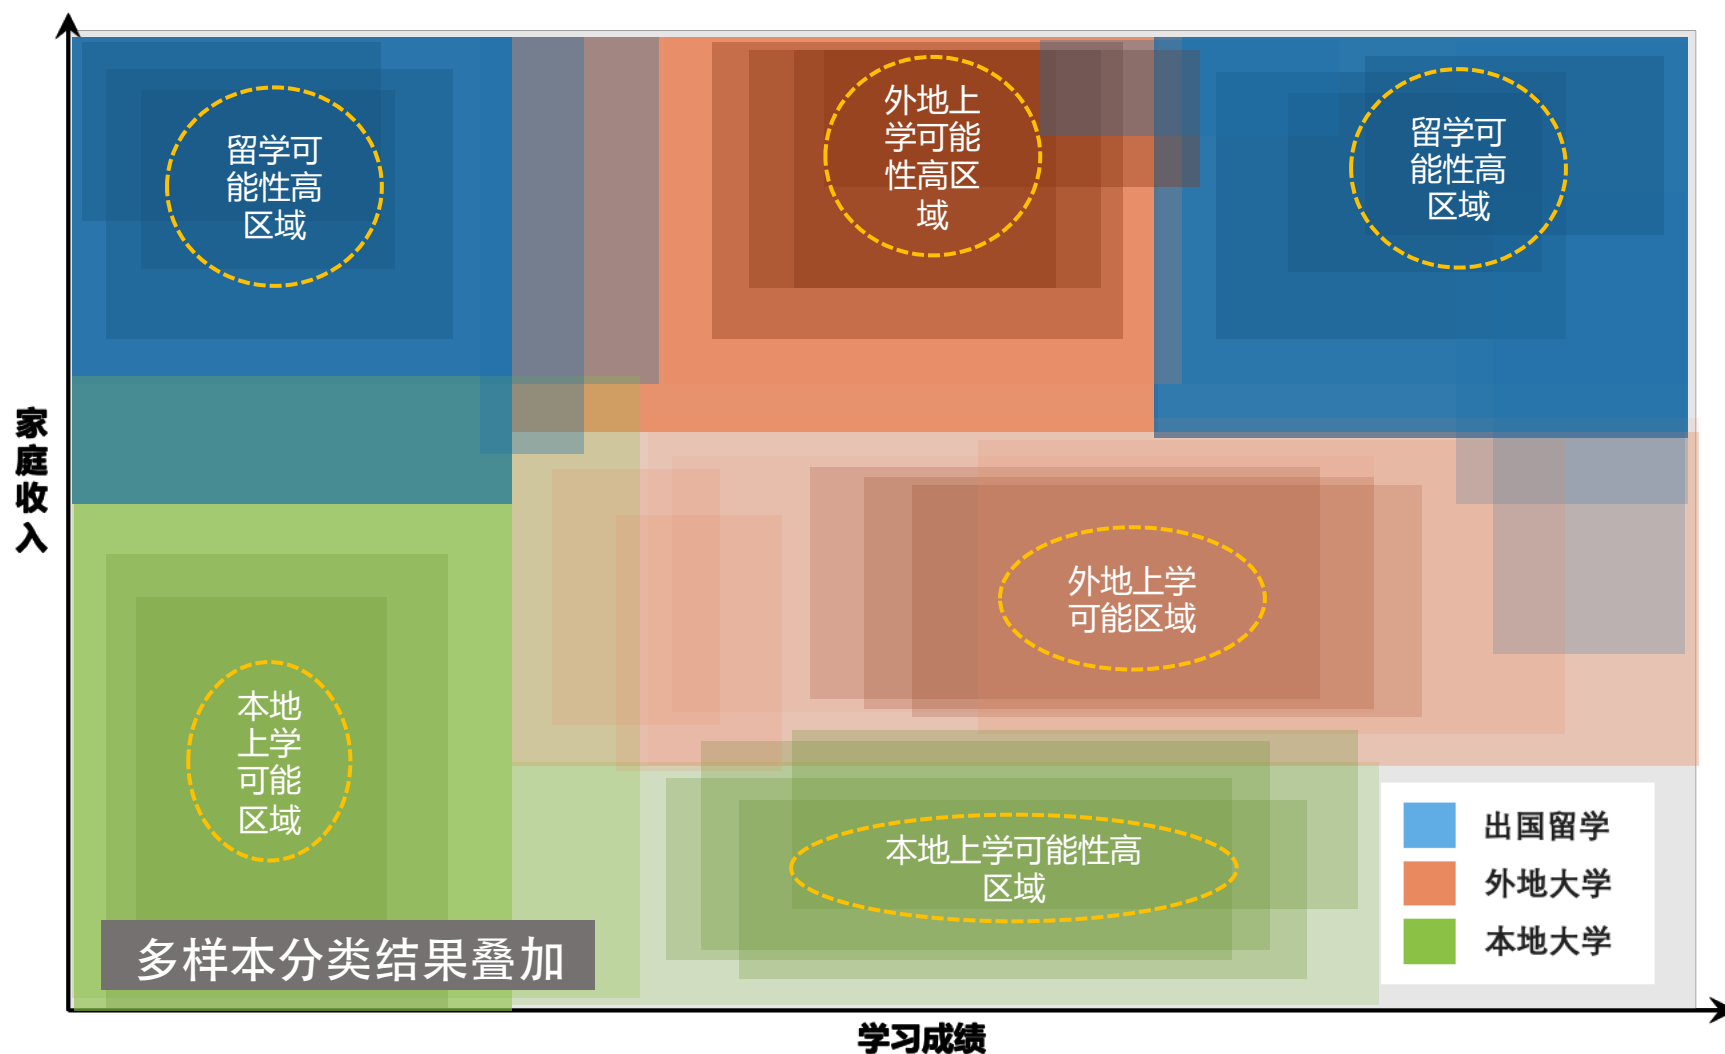 留学可
能性高
区域
外地上
学可能
性高区
域
留学可
能性高
区域
家
庭
收
入
外地上学
可能区域
本地
上学
可能
区域
本地上学可能性高
区域
出国留学
外地大学
本地大学
多样本分类结果叠加
学习成绩